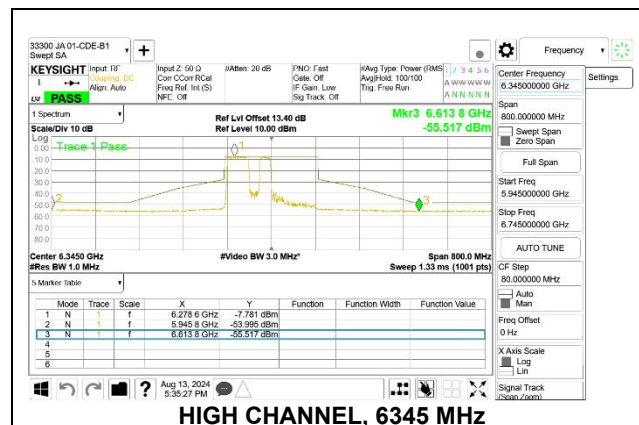 33300 JA 01-CDE-B1
Swept SA
Frequency
KEYSIGHT Input: RF Input Z: 50 Ω #Atten: 20 dB PNO: Fast #Avg Type: Power (RMS 1 2 3 4 5 6
Coupling: DC Corr CCorr RCal Gate: Off Avg|Hold: 100/100 A W W W W W
Align: Auto Freq Ref: Int (S) IF Gain: Low Trig: Free Run
LXI PASS NFE: Off Sig Track: Off A N N N N N
1 Spectrum Ref Lvl Offset 13.40 dB Mkr3 6.613 8 GHz
Scale/Div 10 dB Ref Level 10.00 dBm -55.517 dBm
Log
Trace 1 Pass
0.00
-10.0
-20.0
-30.0
-40.0
-50.0
-60.0
-70.0
-80.0
1
2
3
Center 6.3450 GHz #Video BW 3.0 MHz* Span 800.0 MHz
#Res BW 1.0 MHz Sweep 1.33 ms (1001 pts)
5 Marker Table
Mode Trace Scale X Y Function Function Width Function Value
1 N 1 f 6.278 6 GHz -7.781 dBm
2 N 1 f 5.945 8 GHz -53.995 dBm
3 N 1 f 6.613 8 GHz -55.517 dBm
4
5
6
Aug 13, 2024
5:35:27 PM
Center Frequency
6.345000000 GHz
Settings
Span
800.000000 MHz
Swept Span
Zero Span
Full Span
Start Freq
5.945000000 GHz
Stop Freq
6.745000000 GHz
AUTO TUNE
CF Step
80.000000 MHz
Auto
Man
Freq Offset
0 Hz
X Axis Scale
Log
Lin
Signal Track
(Span Zoom)
HIGH CHANNEL, 6345 MHz